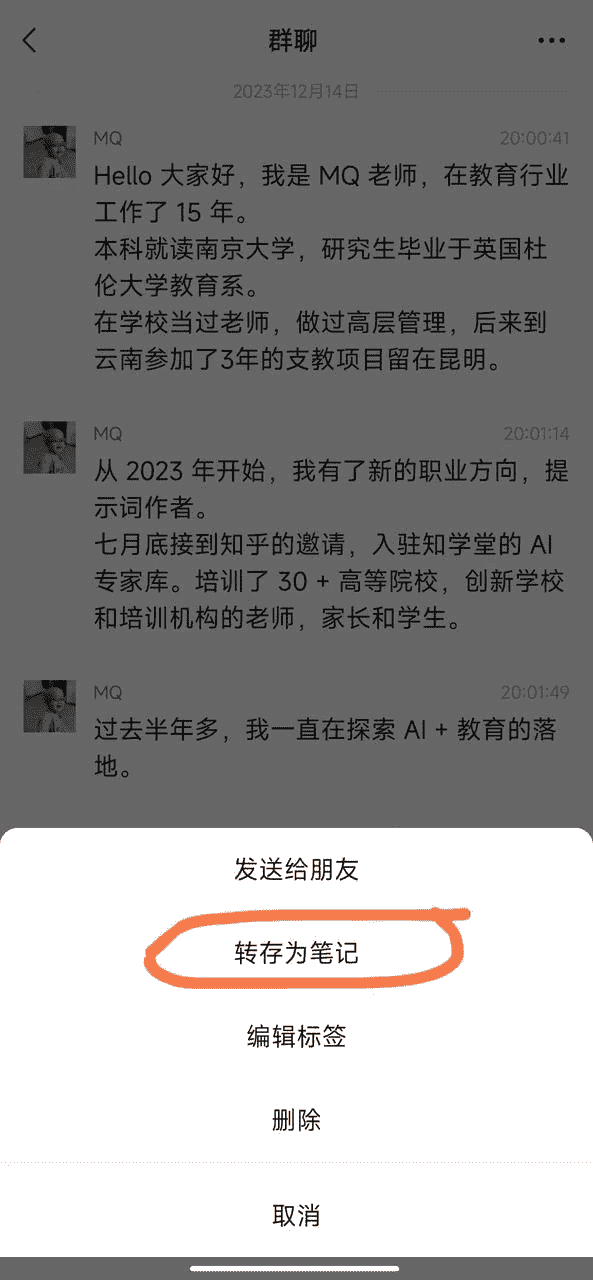 群聊
2023年12月14日
MQ
20:00:41
Hello 大家好，我是 MQ 老师，在教育行业
工作了 15 年。
本科就读南京大学，研究生毕业于英国杜
伦大学教育系。
在学校当过老师，做过高层管理，后来到
云南参加了3年的支教项目留在昆明。
MQ
20:01:14
从 2023 年开始，我有了新的职业方向，提
示词作者。
七月底接到知乎的邀请，入驻知学堂的 AI
专家库。培训了 30 + 高等院校，创新学校
和培训机构的老师，家长和学生。
MQ
20:01:49
过去半年多，我一直在探索 AI + 教育的落
地。
发送给朋友
转存为笔记
编辑标签
删除
取消